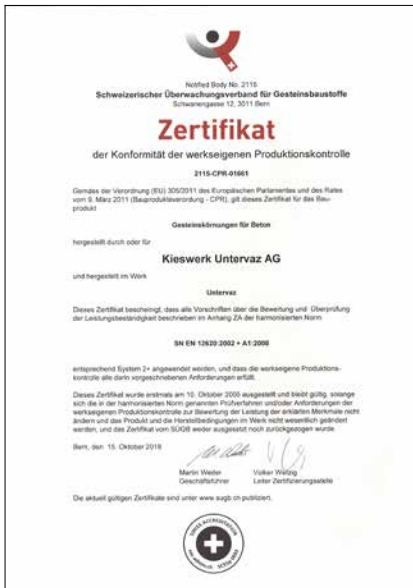 Notified Body No. 2115
Schweizerischer Überwachungsverband für Gesteinsbaustoffe
Schwanengasse 12, 3011 Bern
Zertifikat
der Konformität der werkseigenen Produktionskontrolle
2115-CPR-01661
Gemäss der Verordnung (EU) 305/2011 des Europäischen Parlamentes und des Rates
vom 9. März 2011 (Bauprodukteverordnung - CPR), gilt dieses Zertifikat für das Bau-
produkt
Gesteinskörnungen für Beton
hergestellt durch oder für
Kieswerk Untervaz AG
und hergestellt im Werk
Untervaz
Dieses Zertifikat bescheinigt, dass alle Vorschriften über die Bewertung und Überprüfung
der Leistungsbeständigkeit beschrieben im Anhang ZA der harmonisierten Norm
SN EN 12620:2002 + A1:2008
entsprechend System 2+ angewendet werden, und dass die werkseigene Produktions-
kontrolle alle darin vorgeschriebenen Anforderungen erfüllt.
Dieses Zertifikat wurde erstmals am 10. Oktober 2005 ausgestellt und bleibt gültig, solange
sich die in der harmonisierten Norm genannten Prüfverfahren und/oder Anforderungen der
werkseigenen Produktionskontrolle zur Bewertung der Leistung der erklärten Merkmale nicht
ändern und das Produkt und die Herstellbedingungen im Werk nicht wesentlich geändert
werden, und das Zertifikat vom SÜGB weder ausgesetzt noch zurückgezogen wurde.
Bern, den 15. Oktober 2018
Martin Weder Volker Wetzig
Geschäftsführer Leiter Zertifizierungsstelle
Die aktuell gültigen Zertifikate sind unter www.sugb.ch publiziert.
SWISS ACCREDITATION